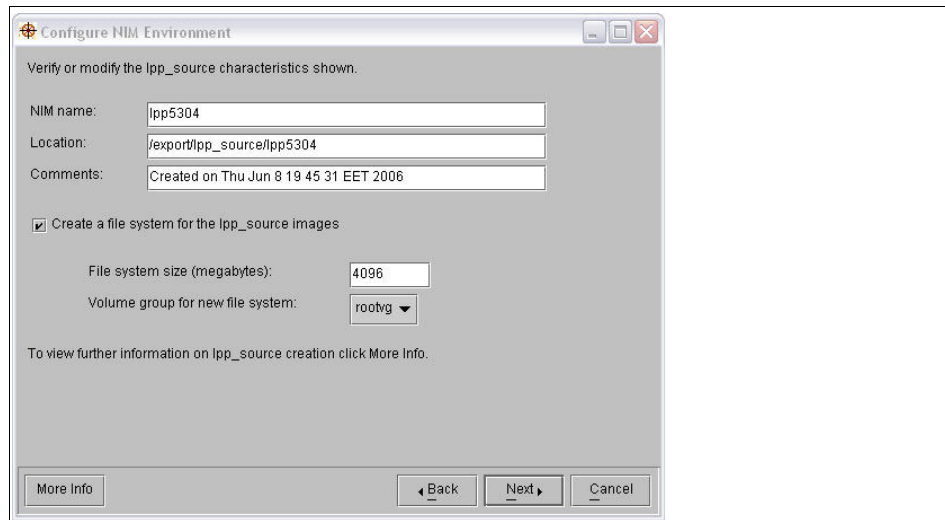 Configure NIM Environment
Verify or modify the lpp_source characteristics shown.
NIM name: lpp5304
Location: /export/lpp_source/lpp5304
Comments: Created on Thu Jun 8 19 45 31 EET 2006
Create a file system for the lpp_source images
File system size (megabytes): 4096
Volume group for new file system: rootvg
To view further information on lpp_source creation click More Info.
More Info Back Next Cancel